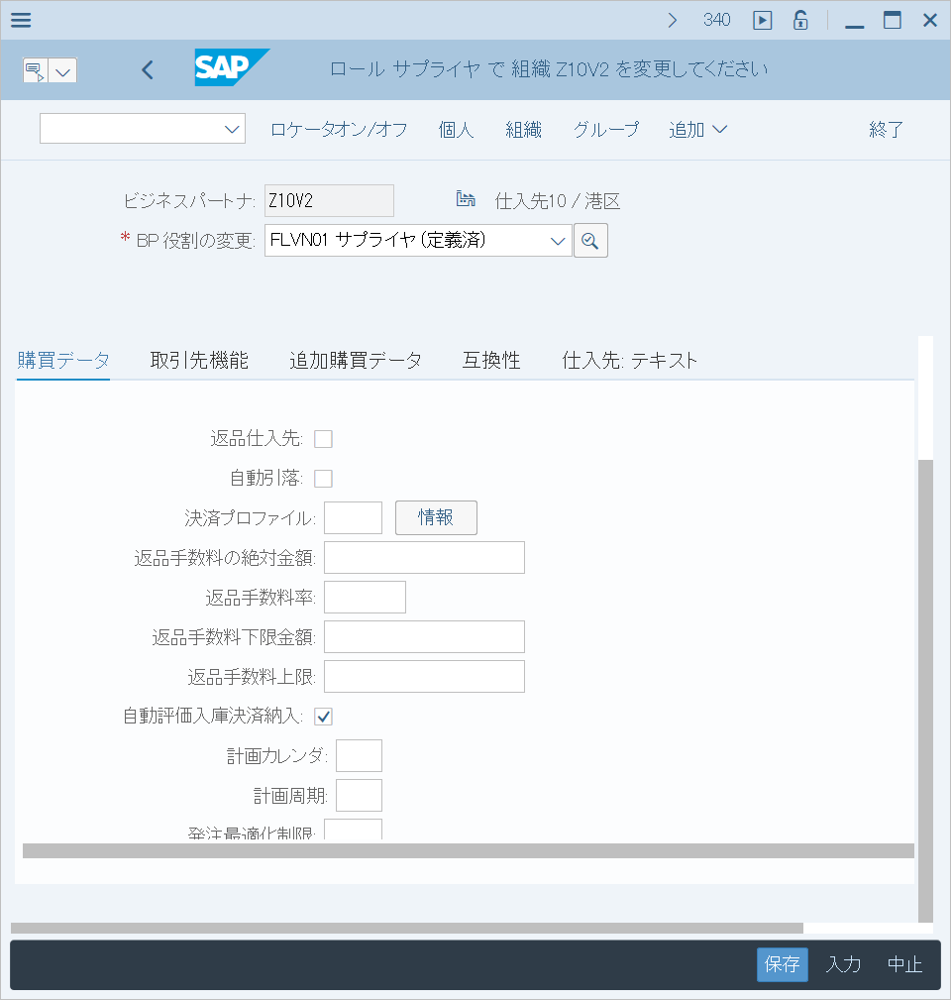 340
SAP ロール サプライヤ で 組織 Z10V2 を変更してください
ロケータオン/オフ 個人 組織 グループ 追加 終了
ビジネスパートナ: Z10V2 仕入先10 / 港区
* BP 役割の変更: FLVN01 サプライヤ (定義済)
購買データ 取引先機能 追加購買データ 互換性 仕入先: テキスト
返品仕入先:
自動引落:
決済プロファイル: 情報
返品手数料の絶対金額:
返品手数料率:
返品手数料下限金額:
返品手数料上限:
自動評価入庫決済納入:
計画カレンダ:
計画周期:
発注最適化制限:
保存 入力 中止